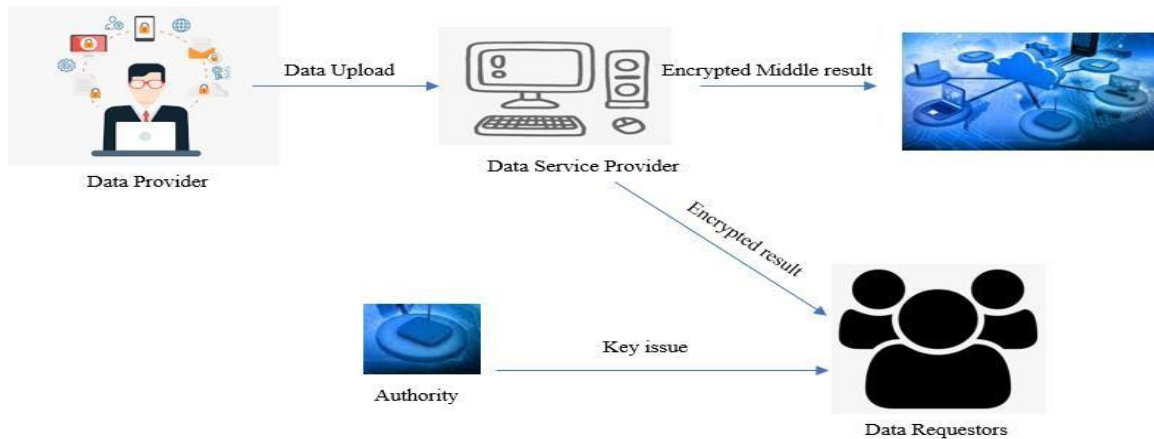 Data Upload
Encrypted Middle result
Data Provider
Data Service Provider
Encrypted result
Key issue
Authority
Data Requestors